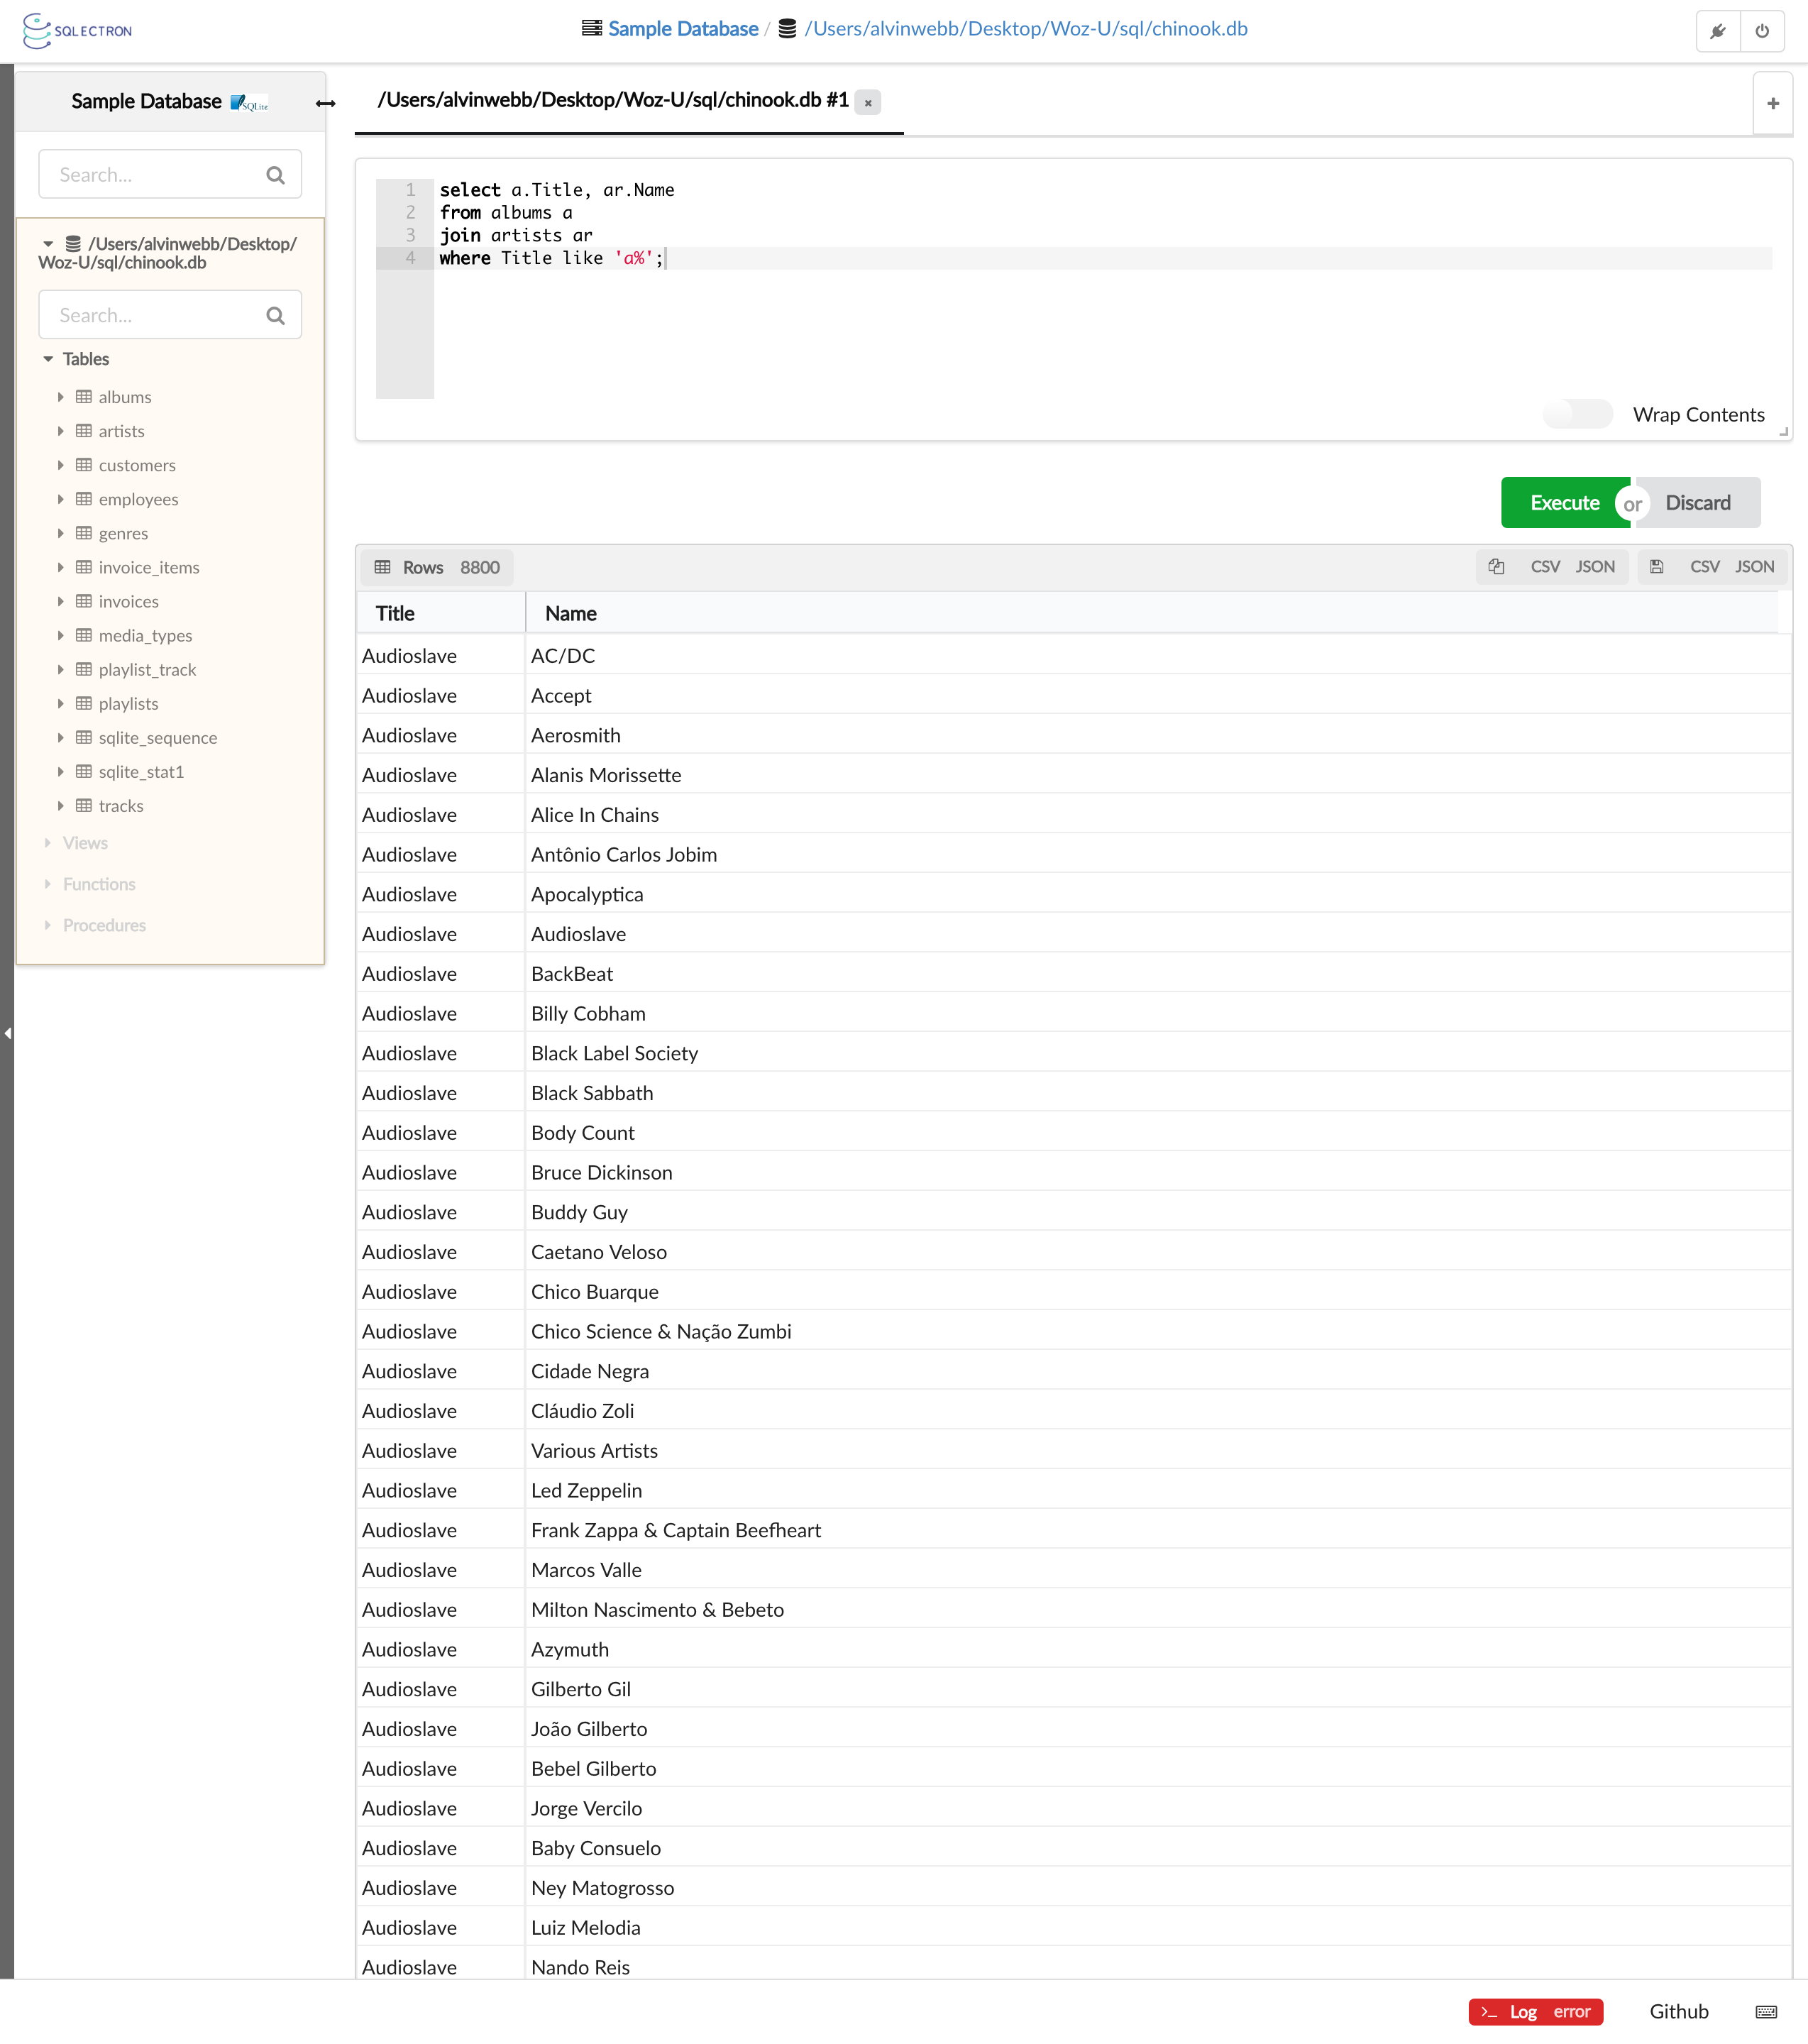 SQLECTRON
Sample Database / /Users/alvinwebb/Desktop/Woz-U/sql/chinook.db
Sample Database SQLite
/Users/alvinwebb/Desktop/Woz-U/sql/chinook.db #1 ×
+
Search...
/Users/alvinwebb/Desktop/
Woz-U/sql/chinook.db
Search...
Tables
albums
artists
customers
employees
genres
invoice_items
invoices
media_types
playlist_track
playlists
sqlite_sequence
sqlite_stat1
tracks
Views
Functions
Procedures
1 select a.Title, ar.Name
2 from albums a
3 join artists ar
4 where Title like 'a%';
Wrap Contents
Execute or Discard
Rows 8800 CSV JSON CSV JSON
Title Name
Audioslave AC/DC
Audioslave Accept
Audioslave Aerosmith
Audioslave Alanis Morissette
Audioslave Alice In Chains
Audioslave Antônio Carlos Jobim
Audioslave Apocalyptica
Audioslave Audioslave
Audioslave BackBeat
Audioslave Billy Cobham
Audioslave Black Label Society
Audioslave Black Sabbath
Audioslave Body Count
Audioslave Bruce Dickinson
Audioslave Buddy Guy
Audioslave Caetano Veloso
Audioslave Chico Buarque
Audioslave Chico Science & Nação Zumbi
Audioslave Cidade Negra
Audioslave Cláudio Zoli
Audioslave Various Artists
Audioslave Led Zeppelin
Audioslave Frank Zappa & Captain Beefheart
Audioslave Marcos Valle
Audioslave Milton Nascimento & Bebeto
Audioslave Azymuth
Audioslave Gilberto Gil
Audioslave João Gilberto
Audioslave Bebel Gilberto
Audioslave Jorge Vercilo
Audioslave Baby Consuelo
Audioslave Ney Matogrosso
Audioslave Luiz Melodia
Audioslave Nando Reis
>_ Log error Github